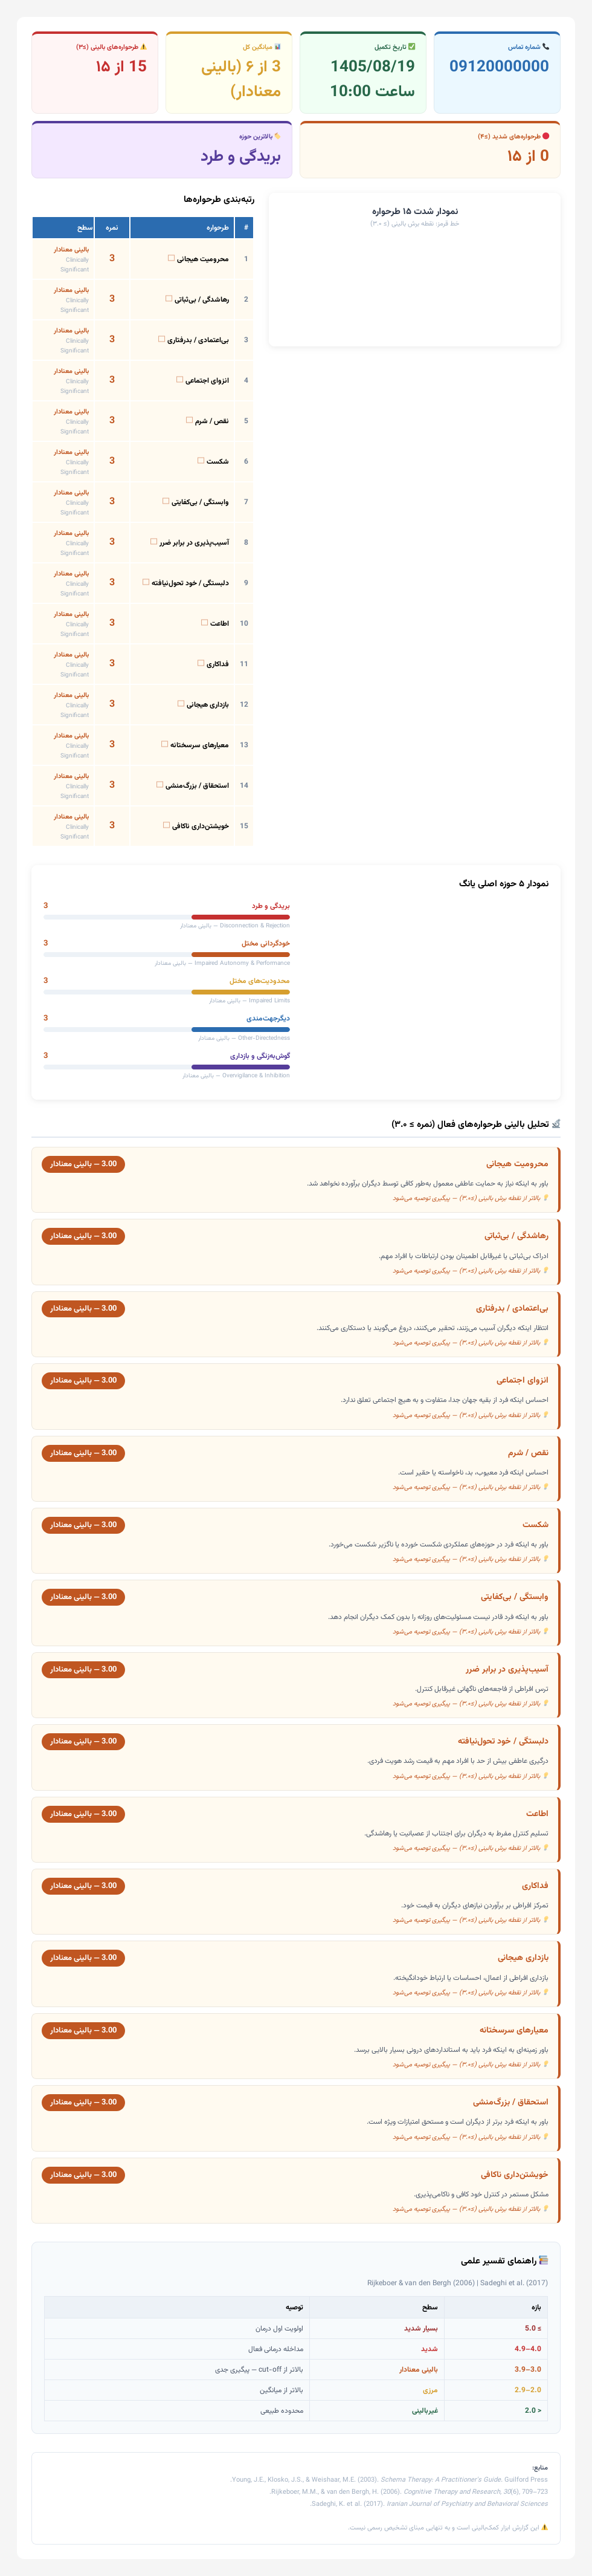 📞 شماره تماس
09120000000
✅ تاریخ تکمیل
1405/08/19
ساعت 10:00
📊 میانگین کل
3 از ۶ (بالینی
معنادار)
⚠️ طرحواره‌های بالینی (≥۳)
15 از ۱۵
🔴 طرحواره‌های شدید (≥۴)
0 از ۱۵
بالاترین حوزه
بریدگی و طرد
نمودار شدت ۱۵ طرحواره
خط قرمز: نقطه برش بالینی (≥ ۳.۰)
رتبه‌بندی طرحواره‌ها
# طرحواره نمره سطح
1 محرومیت هیجانی 3 بالینی معنادار
Clinically
Significant
2 رهاشدگی / بی‌ثباتی 3 بالینی معنادار
Clinically
Significant
3 بی‌اعتمادی / بدرفتاری 3 بالینی معنادار
Clinically
Significant
4 انزوای اجتماعی 3 بالینی معنادار
Clinically
Significant
5 نقص / شرم 3 بالینی معنادار
Clinically
Significant
6 شکست 3 بالینی معنادار
Clinically
Significant
7 وابستگی / بی‌کفایتی 3 بالینی معنادار
Clinically
Significant
8 آسیب‌پذیری در برابر ضرر 3 بالینی معنادار
Clinically
Significant
9 دلبستگی / خود تحول‌نیافته 3 بالینی معنادار
Clinically
Significant
10 اطاعت 3 بالینی معنادار
Clinically
Significant
11 فداکاری 3 بالینی معنادار
Clinically
Significant
12 بازداری هیجانی 3 بالینی معنادار
Clinically
Significant
13 معیارهای سرسختانه 3 بالینی معنادار
Clinically
Significant
14 استحقاق / بزرگ‌منشی 3 بالینی معنادار
Clinically
Significant
15 خویشتن‌داری ناکافی 3 بالینی معنادار
Clinically
Significant
نمودار ۵ حوزه اصلی یانگ
بریدگی و طرد 3
Disconnection & Rejection — بالینی معنادار
خودگردانی مختل 3
Impaired Autonomy & Performance — بالینی معنادار
محدودیت‌های مختل 3
Impaired Limits — بالینی معنادار
دیگرجهت‌مندی 3
Other-Directedness — بالینی معنادار
گوش‌به‌زنگی و بازداری 3
Overvigilance & Inhibition — بالینی معنادار
🔬 تحلیل بالینی طرحواره‌های فعال (نمره ≥ ۳.۰)
محرومیت هیجانی 3.00 — بالینی معنادار
باور به اینکه نیاز به حمایت عاطفی معمول به‌طور کافی توسط دیگران برآورده نخواهد شد.
بالاتر از نقطه برش بالینی (≥۳.۰) — پیگیری توصیه می‌شود
رهاشدگی / بی‌ثباتی 3.00 — بالینی معنادار
ادراک بی‌ثباتی یا غیرقابل اطمینان بودن ارتباطات با افراد مهم.
بالاتر از نقطه برش بالینی (≥۳.۰) — پیگیری توصیه می‌شود
بی‌اعتمادی / بدرفتاری 3.00 — بالینی معنادار
انتظار اینکه دیگران آسیب می‌زنند، تحقیر می‌کنند، دروغ می‌گویند یا دستکاری می‌کنند.
بالاتر از نقطه برش بالینی (≥۳.۰) — پیگیری توصیه می‌شود
انزوای اجتماعی 3.00 — بالینی معنادار
احساس اینکه فرد از بقیه جهان جدا، متفاوت و به هیچ اجتماعی تعلق ندارد.
بالاتر از نقطه برش بالینی (≥۳.۰) — پیگیری توصیه می‌شود
نقص / شرم 3.00 — بالینی معنادار
احساس اینکه فرد معیوب، بد، ناخواسته یا حقیر است.
بالاتر از نقطه برش بالینی (≥۳.۰) — پیگیری توصیه می‌شود
شکست 3.00 — بالینی معنادار
باور به اینکه فرد در حوزه‌های عملکردی شکست خورده یا ناگزیر شکست می‌خورد.
بالاتر از نقطه برش بالینی (≥۳.۰) — پیگیری توصیه می‌شود
وابستگی / بی‌کفایتی 3.00 — بالینی معنادار
باور به اینکه فرد قادر نیست مسئولیت‌های روزانه را بدون کمک دیگران انجام دهد.
بالاتر از نقطه برش بالینی (≥۳.۰) — پیگیری توصیه می‌شود
آسیب‌پذیری در برابر ضرر 3.00 — بالینی معنادار
ترس افراطی از فاجعه‌های ناگهانی غیرقابل کنترل.
بالاتر از نقطه برش بالینی (≥۳.۰) — پیگیری توصیه می‌شود
دلبستگی / خود تحول‌نیافته 3.00 — بالینی معنادار
درگیری عاطفی بیش از حد با افراد مهم به قیمت رشد هویت فردی.
بالاتر از نقطه برش بالینی (≥۳.۰) — پیگیری توصیه می‌شود
اطاعت 3.00 — بالینی معنادار
تسلیم کنترل مفرط به دیگران برای اجتناب از عصبانیت یا رهاشدگی.
بالاتر از نقطه برش بالینی (≥۳.۰) — پیگیری توصیه می‌شود
فداکاری 3.00 — بالینی معنادار
تمرکز افراطی بر برآوردن نیازهای دیگران به قیمت خود.
بالاتر از نقطه برش بالینی (≥۳.۰) — پیگیری توصیه می‌شود
بازداری هیجانی 3.00 — بالینی معنادار
بازداری افراطی از اعمال، احساسات یا ارتباط خودانگیخته.
بالاتر از نقطه برش بالینی (≥۳.۰) — پیگیری توصیه می‌شود
معیارهای سرسختانه 3.00 — بالینی معنادار
باور زمینه‌ای به اینکه فرد باید به استانداردهای درونی بسیار بالایی برسد.
بالاتر از نقطه برش بالینی (≥۳.۰) — پیگیری توصیه می‌شود
استحقاق / بزرگ‌منشی 3.00 — بالینی معنادار
باور به اینکه فرد برتر از دیگران است و مستحق امتیازات ویژه است.
بالاتر از نقطه برش بالینی (≥۳.۰) — پیگیری توصیه می‌شود
خویشتن‌داری ناکافی 3.00 — بالینی معنادار
مشکل مستمر در کنترل خود کافی و ناکامی‌پذیری.
بالاتر از نقطه برش بالینی (≥۳.۰) — پیگیری توصیه می‌شود
📚 راهنمای تفسیر علمی
Rijkeboer & van den Bergh (2006) | Sadeghi et al. (2017)
بازه سطح توصیه
≥ 5.0 بسیار شدید اولویت اول درمان
4.0–4.9 شدید مداخله درمانی فعال
3.0–3.9 بالینی معنادار بالاتر از cut-off — پیگیری جدی
2.0–2.9 مرزی بالاتر از میانگین
< 2.0 غیربالینی محدوده طبیعی
منابع:
Young, J.E., Klosko, J.S., & Weishaar, M.E. (2003). Schema Therapy: A Practitioner's Guide. Guilford Press.
Rijkeboer, M.M., & van den Bergh, H. (2006). Cognitive Therapy and Research, 30(6), 709–723.
Sadeghi, K. et al. (2017). Iranian Journal of Psychiatry and Behavioral Sciences.
⚠️ این گزارش ابزار کمک‌بالینی است و به تنهایی مبنای تشخیص رسمی نیست.